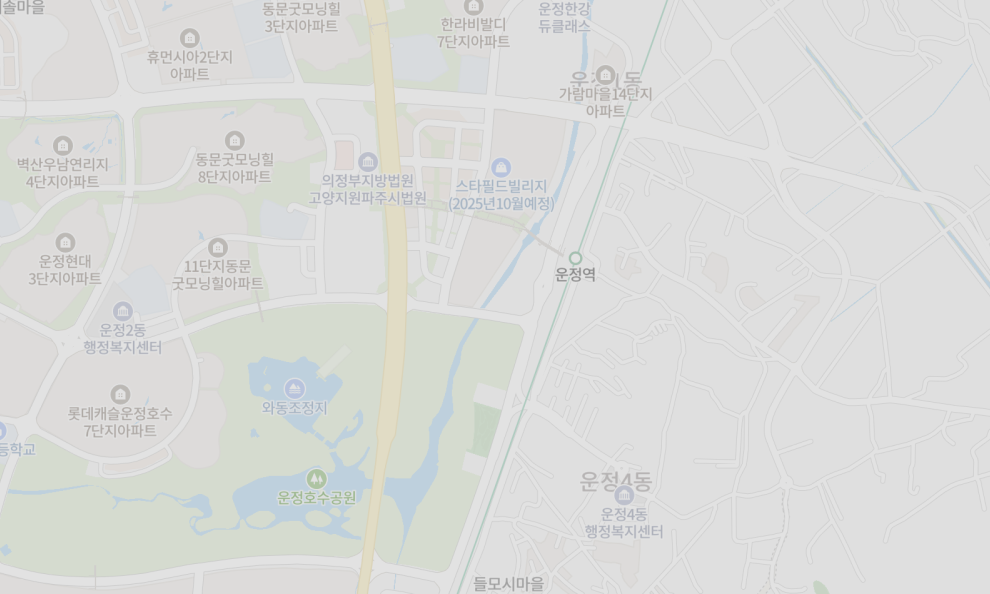 솔마을
동문굿모닝힐
3단지아파트
한라비발디
7단지아파트
운정한강
듀클래스
휴먼시아2단지
아파트
가람마을14단지
아파트
벽산우남연리지
4단지아파트
동문굿모닝힐
8단지아파트
의정부지방법원
고양지원파주시법원
스타필드빌리지
(2025년10월예정)
운정현대
3단지아파트
11단지동문
굿모닝힐아파트
운정역
운정2동
행정복지센터
롯데캐슬운정호수
7단지아파트
와동조정지
등학교
운정호수공원
운정4동
운정4동
행정복지센터
들모시마을